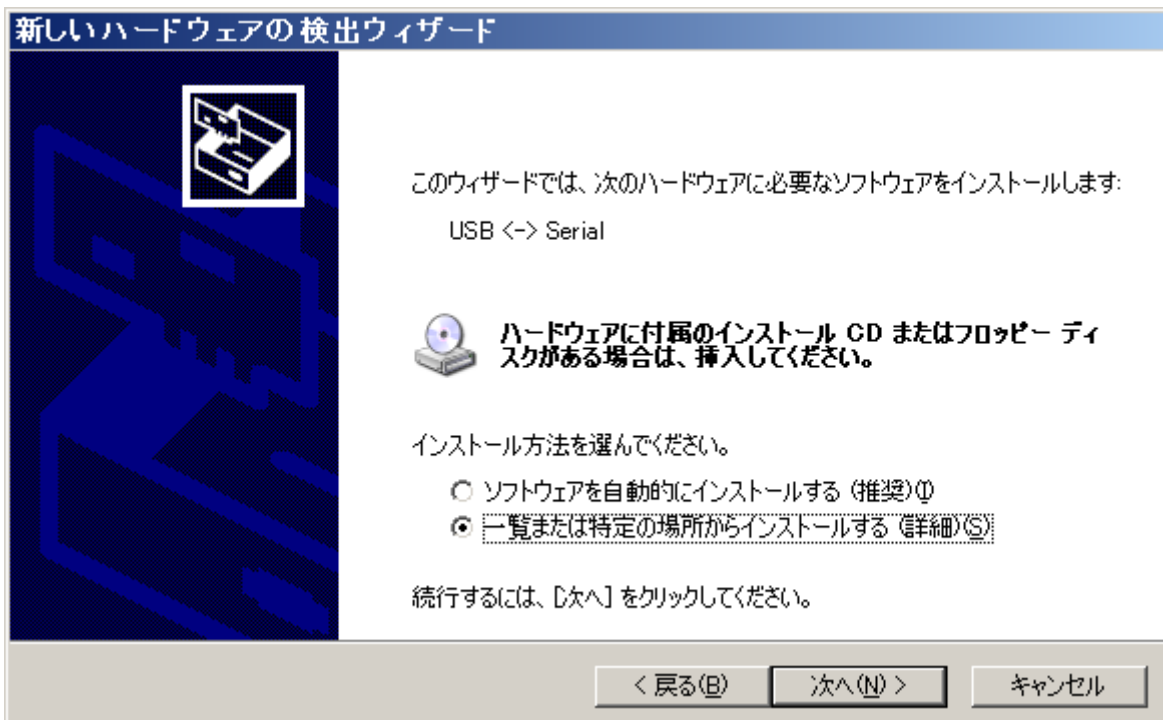 新しいハードウェアの検出ウィザード
このウィザードでは、次のハードウェアに必要なソフトウェアをインストールします:
USB <-> Serial
ハードウェアに付属のインストール CD またはフロッピー ディ
スクがある場合は、挿入してください。
インストール方法を選んでください。
ソフトウェアを自動的にインストールする (推奨)(I)
一覧または特定の場所からインストールする (詳細)(S)
続行するには、[次へ] をクリックしてください。
< 戻る(B) 次へ(N) > キャンセル